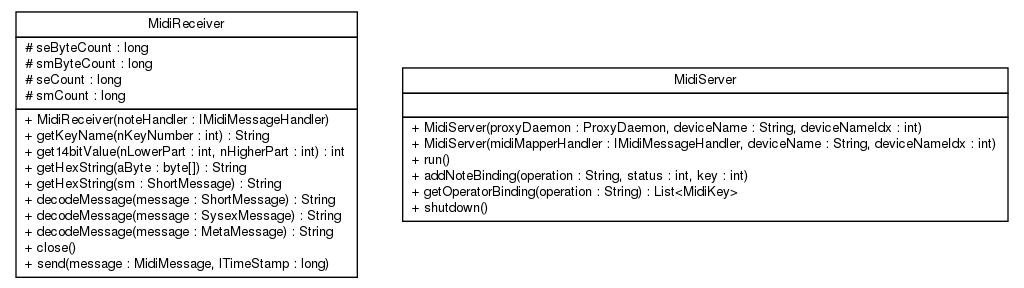 MidiReceiver
# seByteCount : long
# smByteCount : long
# seCount : long
# smCount : long
+ MidiReceiver(noteHandler : IMidiMessageHandler)
+ getKeyName(nKeyNumber : int) : String
+ get14bitValue(nLowerPart : int, nHigherPart : int) : int
+ getHexString(aByte : byte[]) : String
+ getHexString(sm : ShortMessage) : String
+ decodeMessage(message : ShortMessage) : String
+ decodeMessage(message : SysexMessage) : String
+ decodeMessage(message : MetaMessage) : String
+ close()
+ send(message : MidiMessage, lTimeStamp : long)
MidiServer
+ MidiServer(proxyDaemon : ProxyDaemon, deviceName : String, deviceNameIdx : int)
+ MidiServer(midiMapperHandler : IMidiMessageHandler, deviceName : String, deviceNameIdx : int)
+ run()
+ addNoteBinding(operation : String, status : int, key : int)
+ getOperatorBinding(operation : String) : List<MidiKey>
+ shutdown()